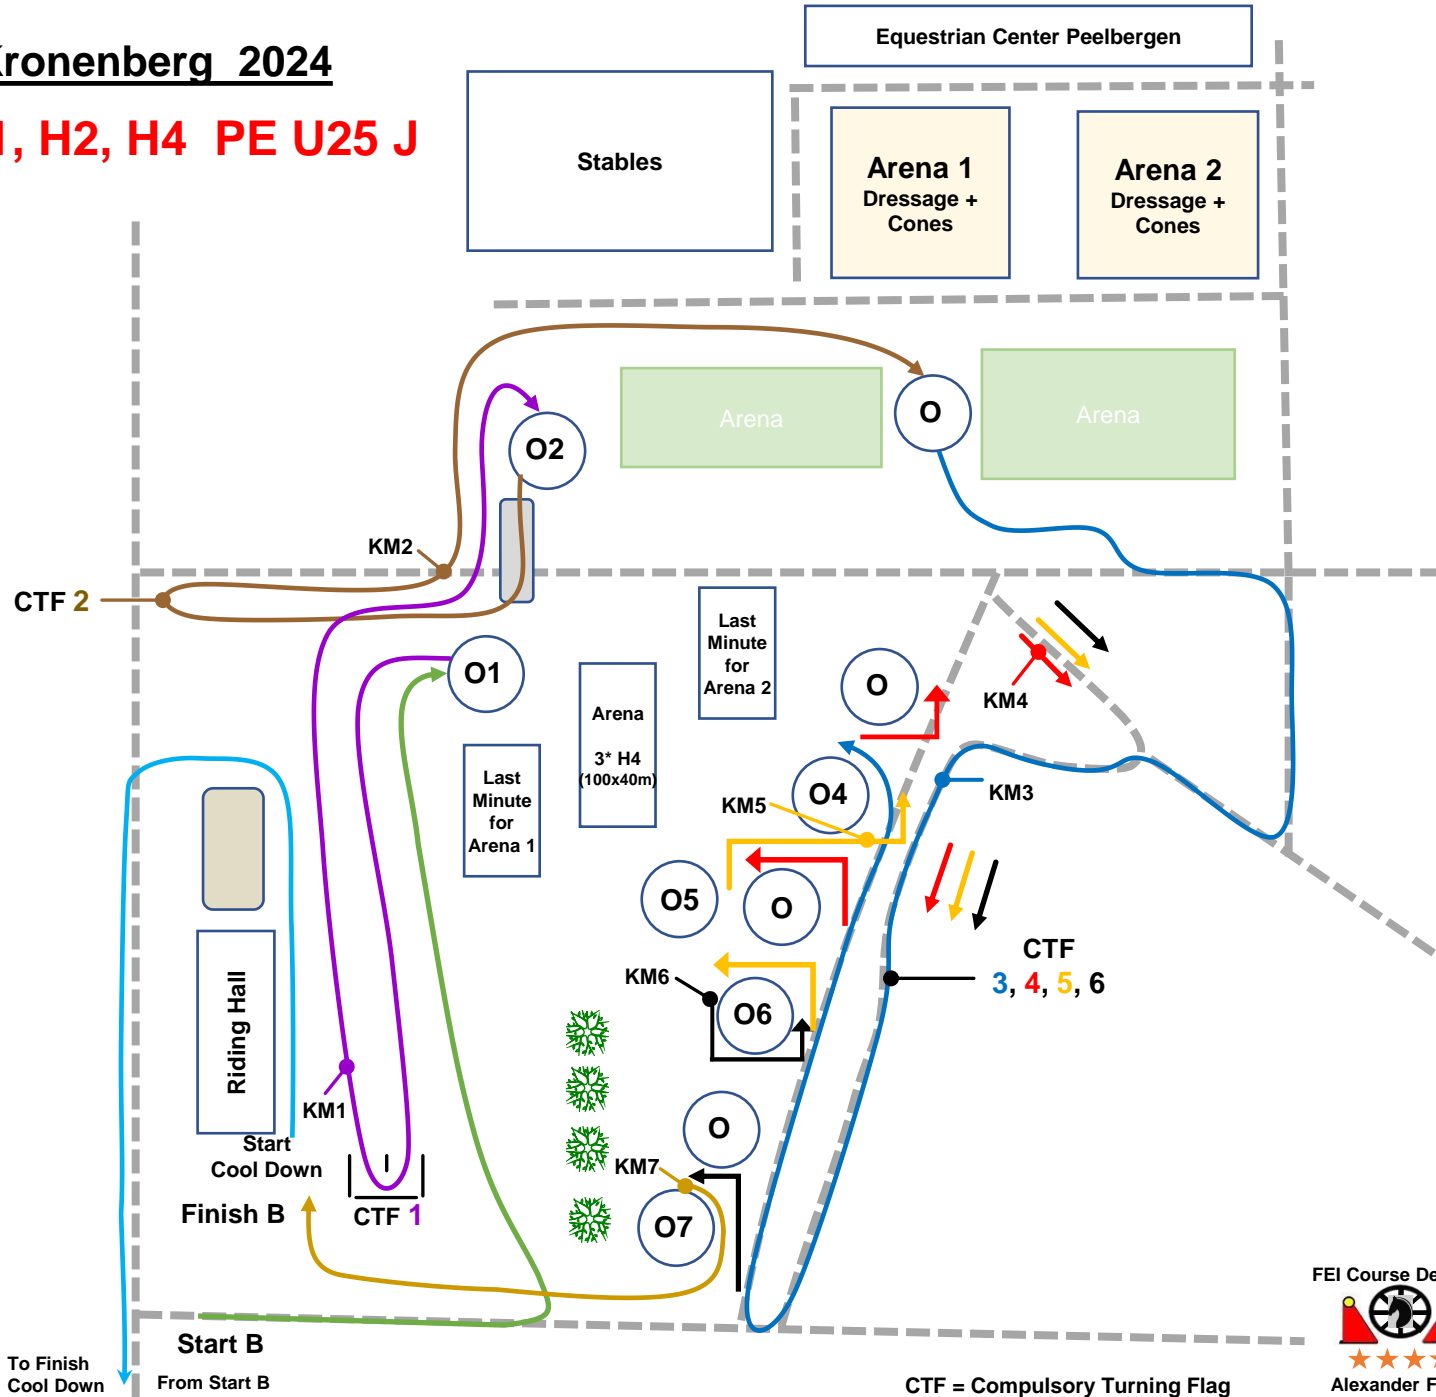 Equestrian Center Peelbergen
Kronenberg 2024
1, H2, H4 PE U25 J
Stables
Arena 1
Dressage +
Cones
Arena 2
Dressage +
Cones
Arena
O
Arena
O2
KM2
CTF 2
Last
Minute
for
Arena 2
O1
O
KM4
Arena
3* H4
(100x40m)
Last
Minute
for
Arena 1
O4
KM3
KM5
O5
O
CTF
3, 4, 5, 6
KM6
O6
Riding Hall
KM1
O
Start
Cool Down
KM7
Finish B
CTF 1
O7
FEI Course De
Start B
To Finish
Cool Down
From Start B
CTF = Compulsory Turning Flag
Alexander F